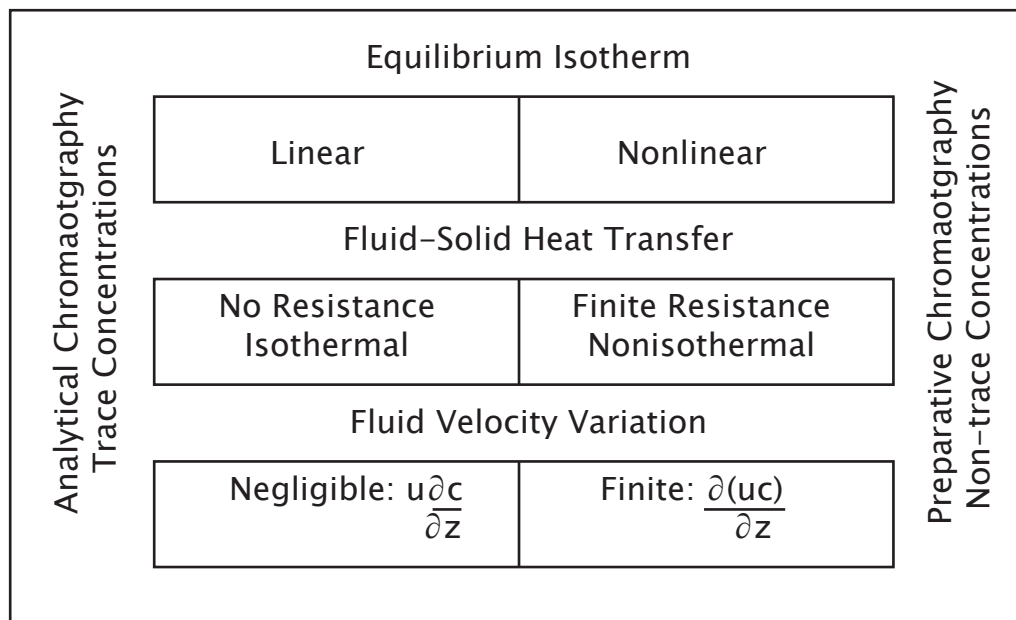 Equilibrium Isotherm
Analytical Chromaotgraphy
Trace Concentrations
Linear
Nonlinear
Fluid–Solid Heat Transfer
No Resistance
Isothermal
Finite Resistance
Nonisothermal
Fluid Velocity Variation
Negligible: u∂c
∂z
Finite: ∂(uc)
∂z
Preparative Chromaotgraphy
Non–trace Concentrations